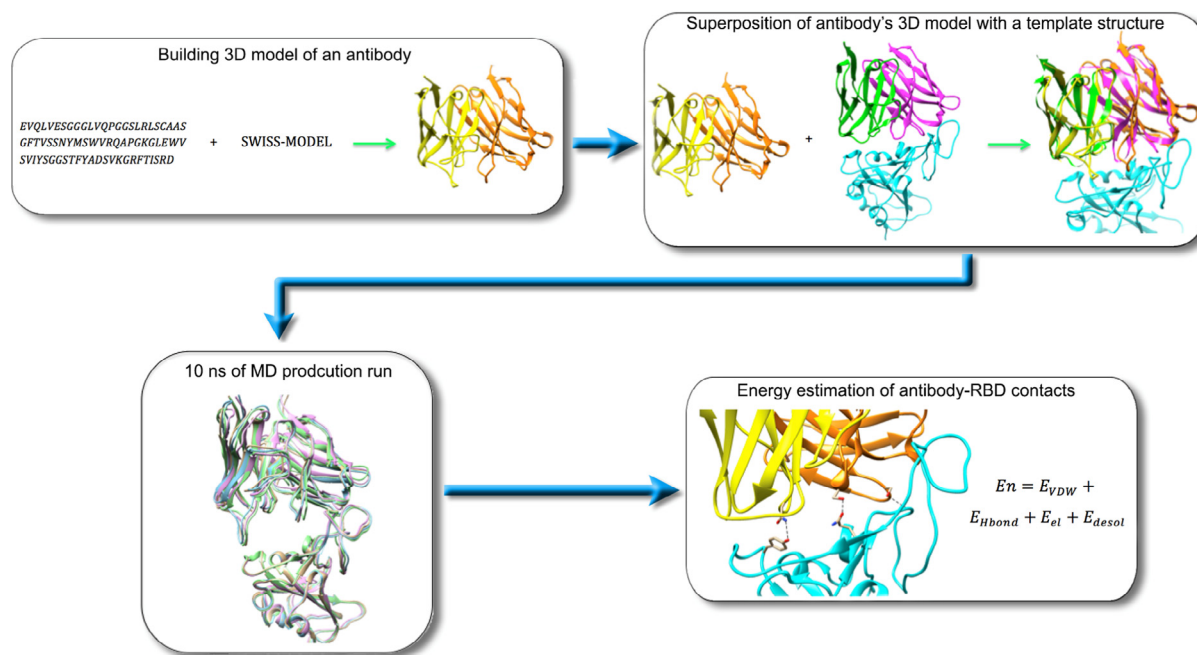 Building 3D model of an antibody
EVQLVESGGGLVQPGGSLRLSCAAS
GFTVSSNYMSWVRQAPGKGLEWV
SVIYSGGSTFYADSVKGRFTISRD
+
SWISS-MODEL
Superposition of antibody's 3D model with a template structure
+
10 ns of MD prodcution run
Energy estimation of antibody-RBD contacts
En = E_VDW +
E_Hbond + E_el + E_desol